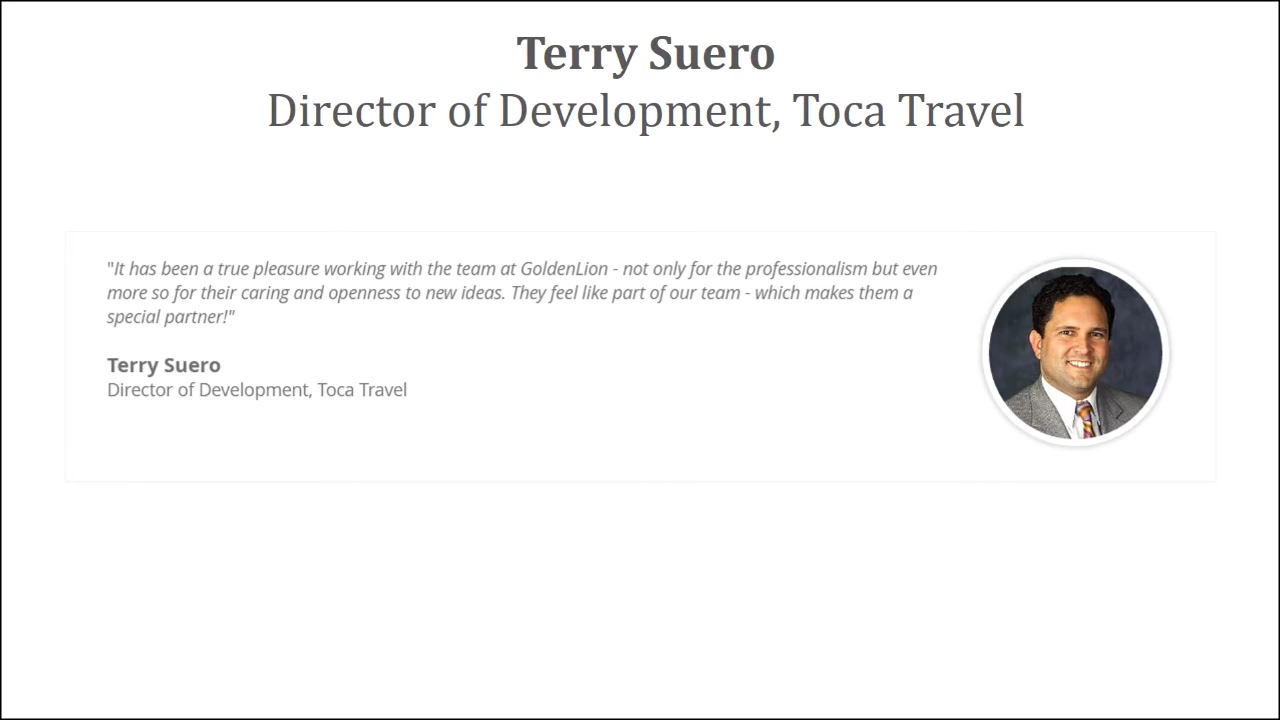 Terry Suero
Director of Development, Toca Travel
"It has been a true pleasure working with the team at GoldenLion - not only for the professionalism but even
more so for their caring and openness to new ideas. They feel like part of our team - which makes them a
special partner!"
Terry Suero
Director of Development, Toca Travel